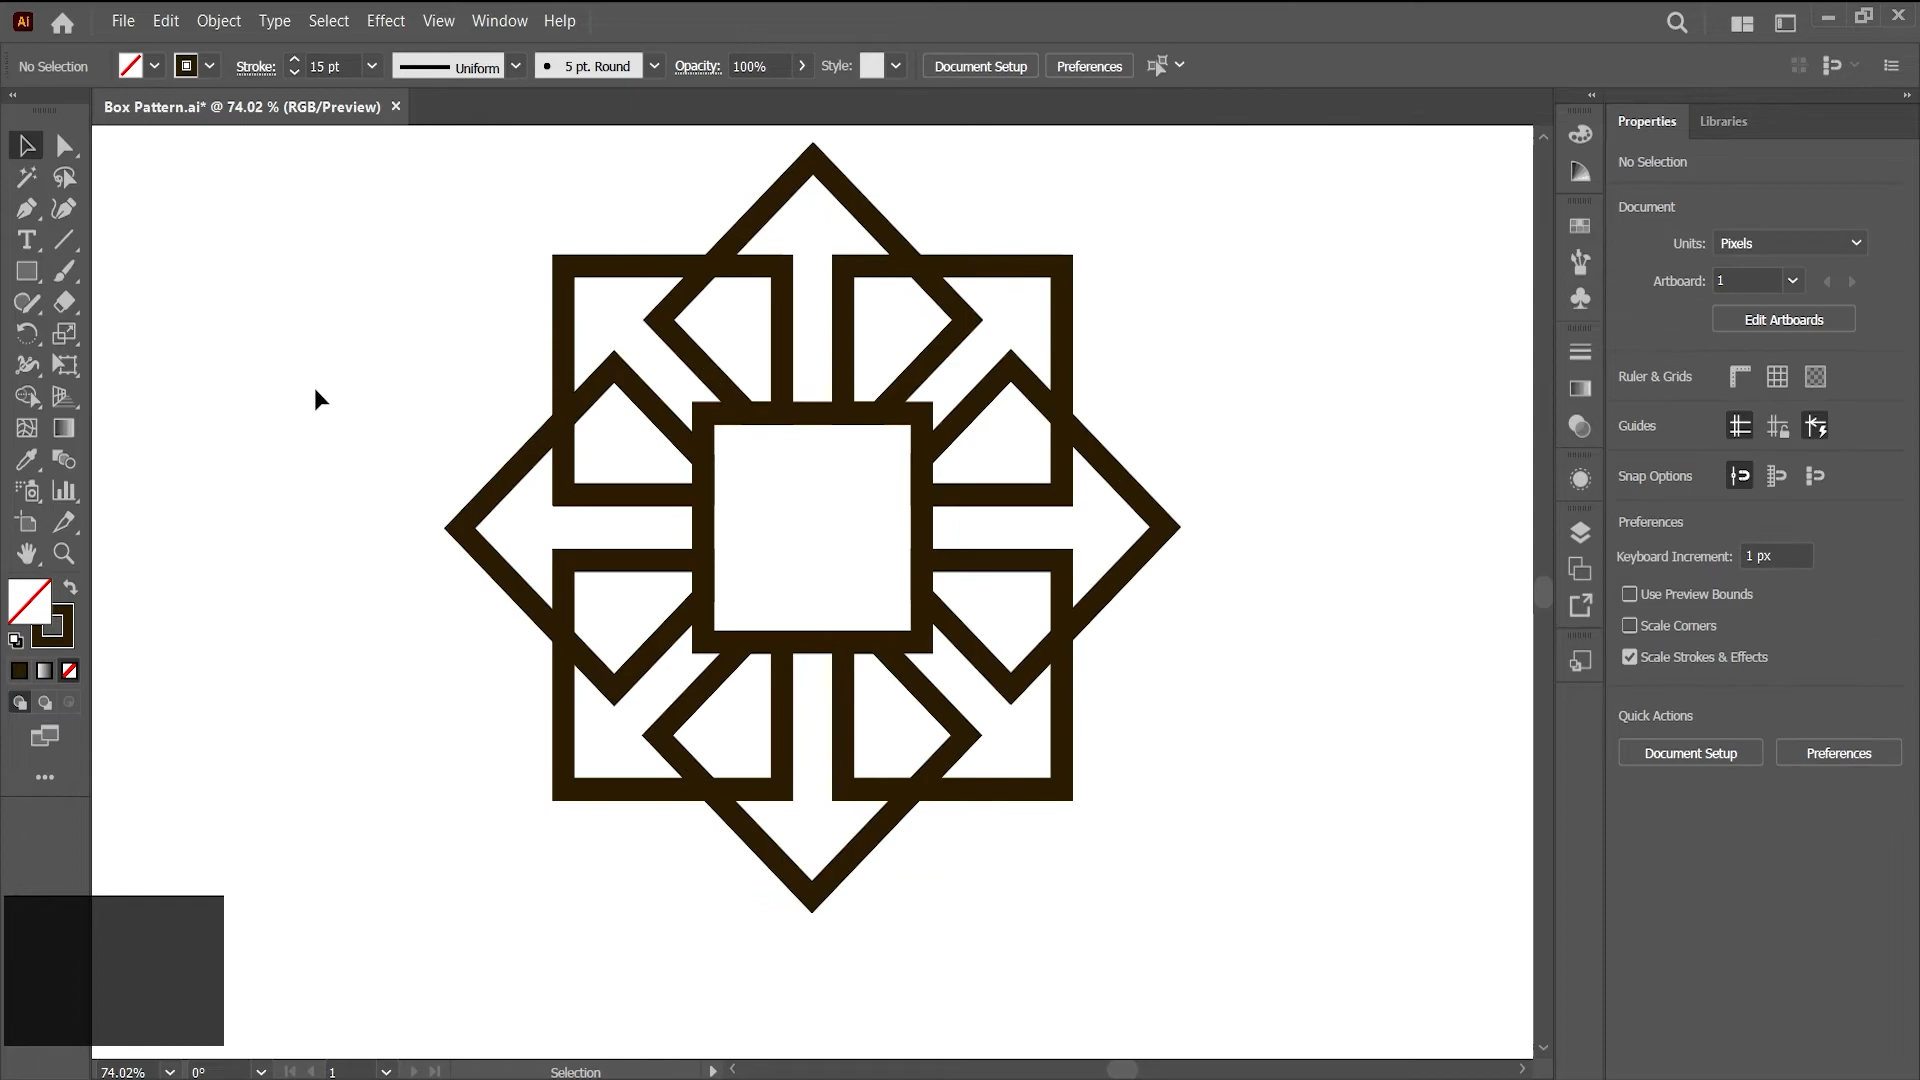 Ai File Edit Object Type Select Effect View Window Help
No Selection Stroke: 15 pt Uniform 5 pt. Round Opacity: 100% Style: Document Setup Preferences
Box Pattern.ai* @ 74.02 % (RGB/Preview) ×
Properties Libraries
No Selection
Document
Units: Pixels
Artboard: 1
Edit Artboards
Ruler & Grids
Guides
Snap Options
Preferences
Keyboard Increment: 1 px
Use Preview Bounds
Scale Corners
Scale Strokes & Effects
Quick Actions
Document Setup Preferences
74.02% 0° 1 Selection